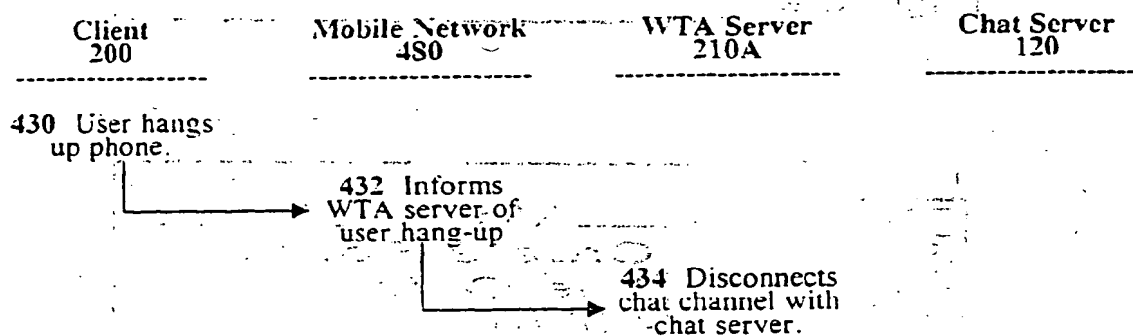 Client Mobile Network WTA Server Chat Server
200 480 210A 120
430 User hangs
up phone.
432 Informs
WTA server of
user hang-up
434 Disconnects
chat channel with
chat server.